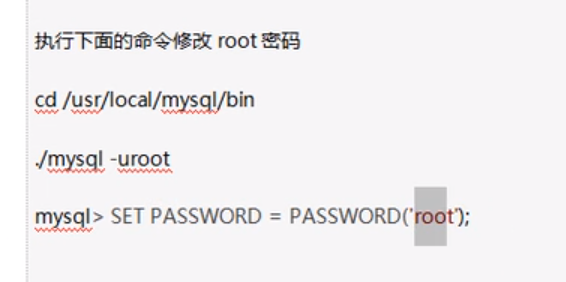 执行下面的命令修改 root 密码
cd /usr/local/mysql/bin
./mysql -uroot
mysql> SET PASSWORD = PASSWORD('root');